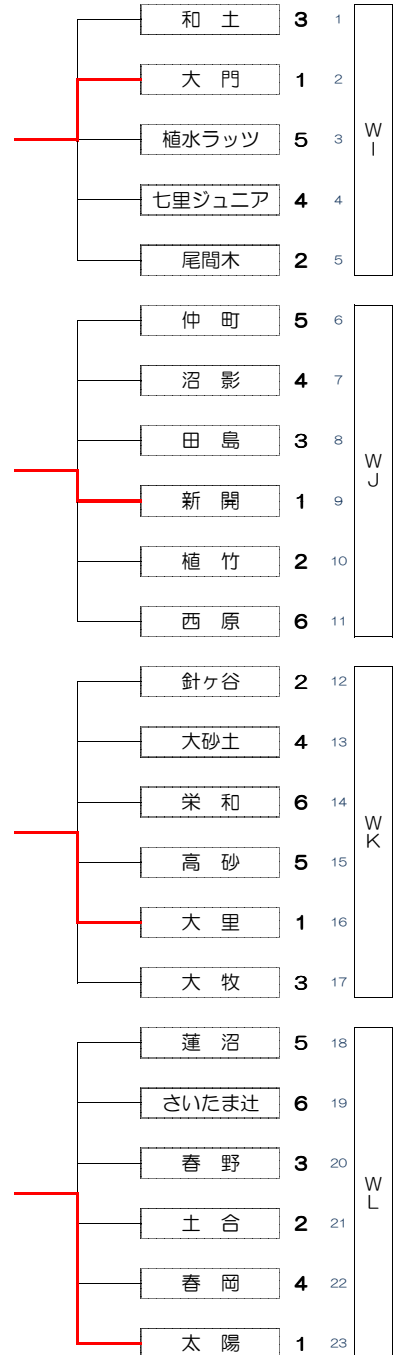 和　土 3 1
大　門 1 2
植水ラッツ 5 3
七里ジュニア 4 4
尾間木 2 5
WI
仲　町 5 6
沼　影 4 7
田　島 3 8
新　開 1 9
植　竹 2 10
西　原 6 11
WJ
針ヶ谷 2 12
大砂土 4 13
栄　和 6 14
高　砂 5 15
大　里 1 16
大　牧 3 17
WK
蓮　沼 5 18
さいたま辻 6 19
春　野 3 20
土　合 2 21
春　岡 4 22
太　陽 1 23
WL